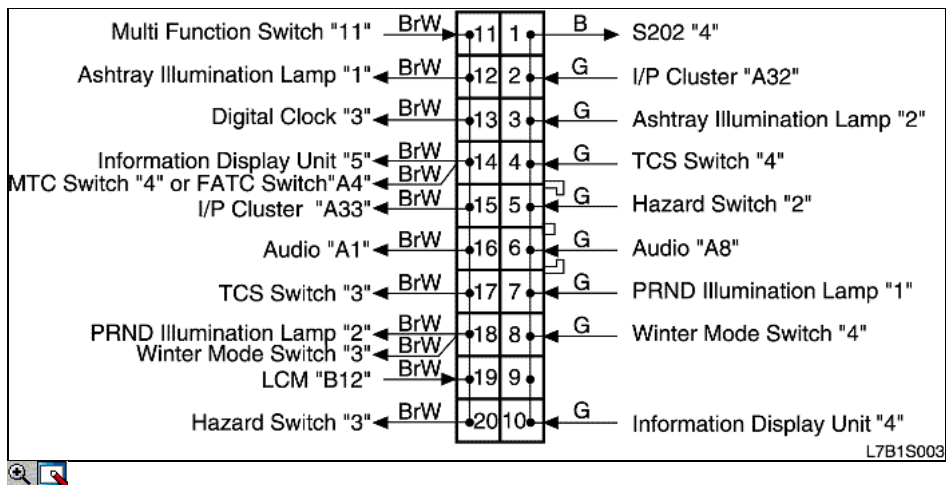 Multi Function Switch "11" BrW 11 1 B S202 "4"
Ashtray Illumination Lamp "1" BrW 12 2 G I/P Cluster "A32"
Digital Clock "3" BrW 13 3 G Ashtray Illumination Lamp "2"
Information Display Unit "5" BrW 14 4 G TCS Switch "4"
MTC Switch "4" or FATC Switch"A4" BrW
I/P Cluster "A33" BrW 15 5 G Hazard Switch "2"
Audio "A1" BrW 16 6 G Audio "A8"
TCS Switch "3" BrW 17 7 G PRND Illumination Lamp "1"
PRND Illumination Lamp "2" BrW 18 8 G Winter Mode Switch "4"
Winter Mode Switch "3" BrW
LCM "B12" BrW 19 9
Hazard Switch "3" BrW 20 10 G Information Display Unit "4"
L7B1S003